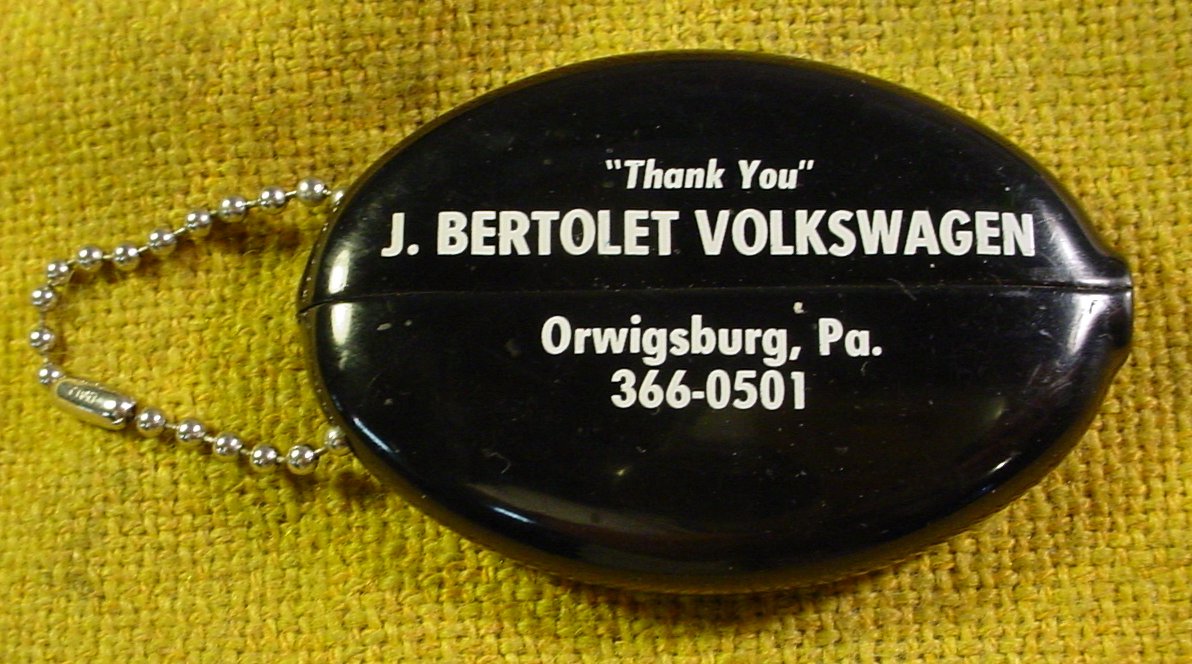 "Thank You"
J. BERTOLET VOLKSWAGEN
Orwigsburg, Pa.
366-0501